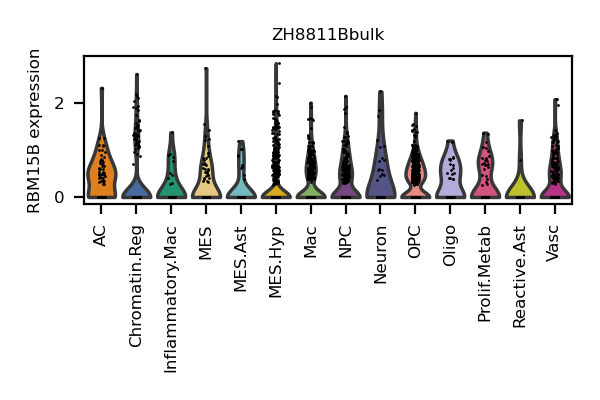 ZH8811Bbulk
RBM15B expression
2
0
AC
Chromatin.Reg
Inflammatory.Mac
MES
MES.Ast
MES.Hyp
Mac
NPC
Neuron
OPC
Oligo
Prolif.Metab
Reactive.Ast
Vasc